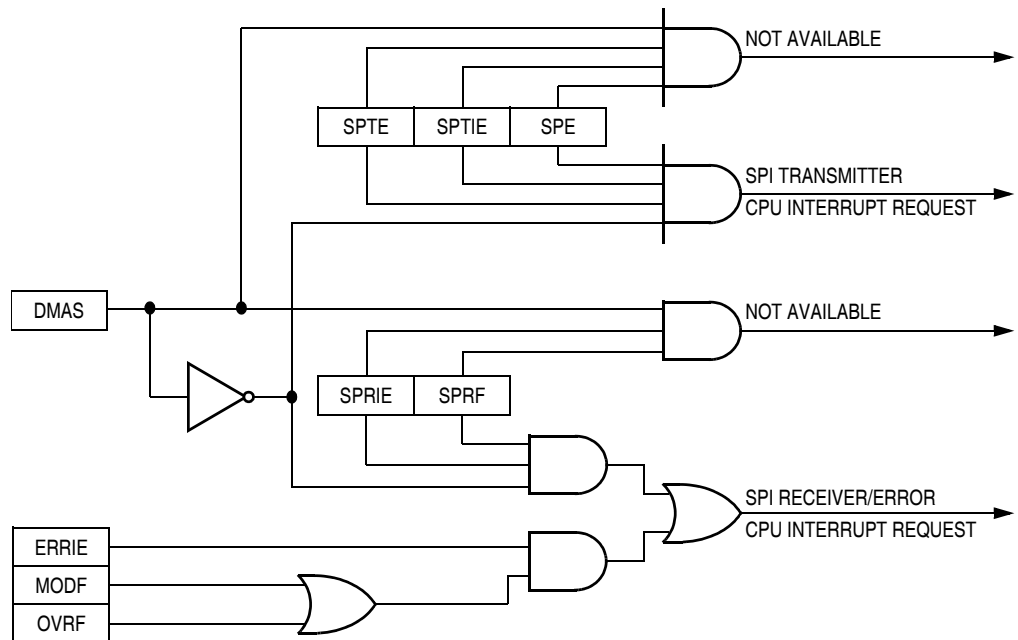 NOT AVAILABLE
SPTE SPTIE SPE
SPI TRANSMITTER
CPU INTERRUPT REQUEST
DMAS
NOT AVAILABLE
SPRIE SPRF
SPI RECEIVER/ERROR
CPU INTERRUPT REQUEST
ERRIE
MODF
OVRF